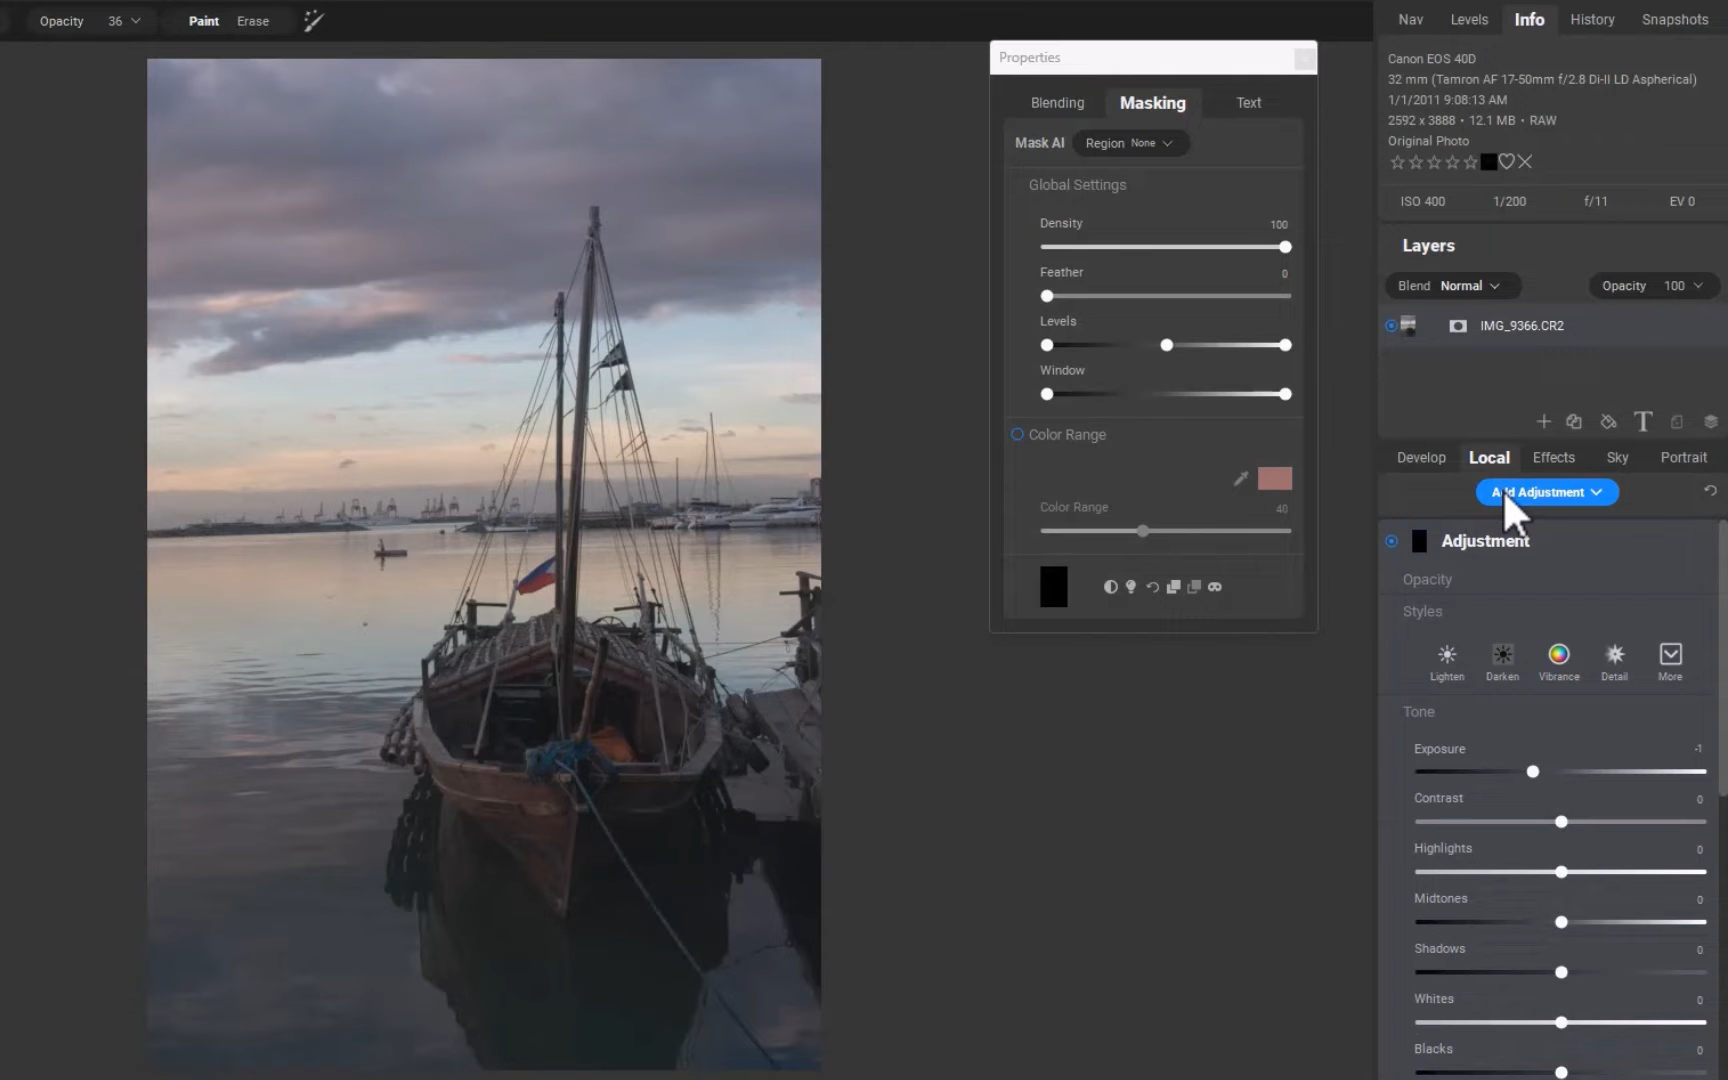 Opacity 36 Paint Erase
Nav Levels Info History Snapshots
Canon EOS 40D
32 mm (Tamron AF 17-50mm f/2.8 Di-II LD Aspherical)
1/1/2011 9:08:13 AM
2592 x 3888 • 12.1 MB • RAW
Original Photo
ISO 400 1/200 f/11 EV 0
Layers
Blend Normal Opacity 100
IMG_9366.CR2
T
Properties
Blending Masking Text
Mask AI Region None
Global Settings
Density 100
Feather 0
Levels
Window
Color Range
Color Range 40
Develop Local Effects Sky Portrait
Add Adjustment
Adjustment
Opacity
Styles
Lighten Darken Vibrance Detail More
Tone
Exposure -1
Contrast 0
Highlights 0
Midtones 0
Shadows 0
Whites 0
Blacks 0